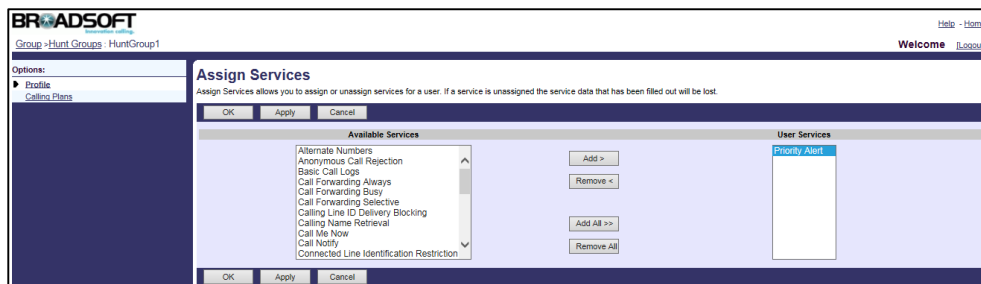 BROADSOFT
innovation calling.
Help - Hom
Group >Hunt Groups : HuntGroup1
Welcome [Logou
Options:
Profile
Calling Plans
Assign Services
Assign Services allows you to assign or unassign services for a user. If a service is unassigned the service data that has been filled out will be lost.
OK Apply Cancel
Available Services
User Services
Alternate Numbers
Anonymous Call Rejection
Basic Call Logs
Call Forwarding Always
Call Forwarding Busy
Call Forwarding Selective
Calling Line ID Delivery Blocking
Calling Name Retrieval
Call Me Now
Call Notify
Connected Line Identification Restriction
Add >
Remove <
Add All >>
Remove All
Priority Alert
OK Apply Cancel